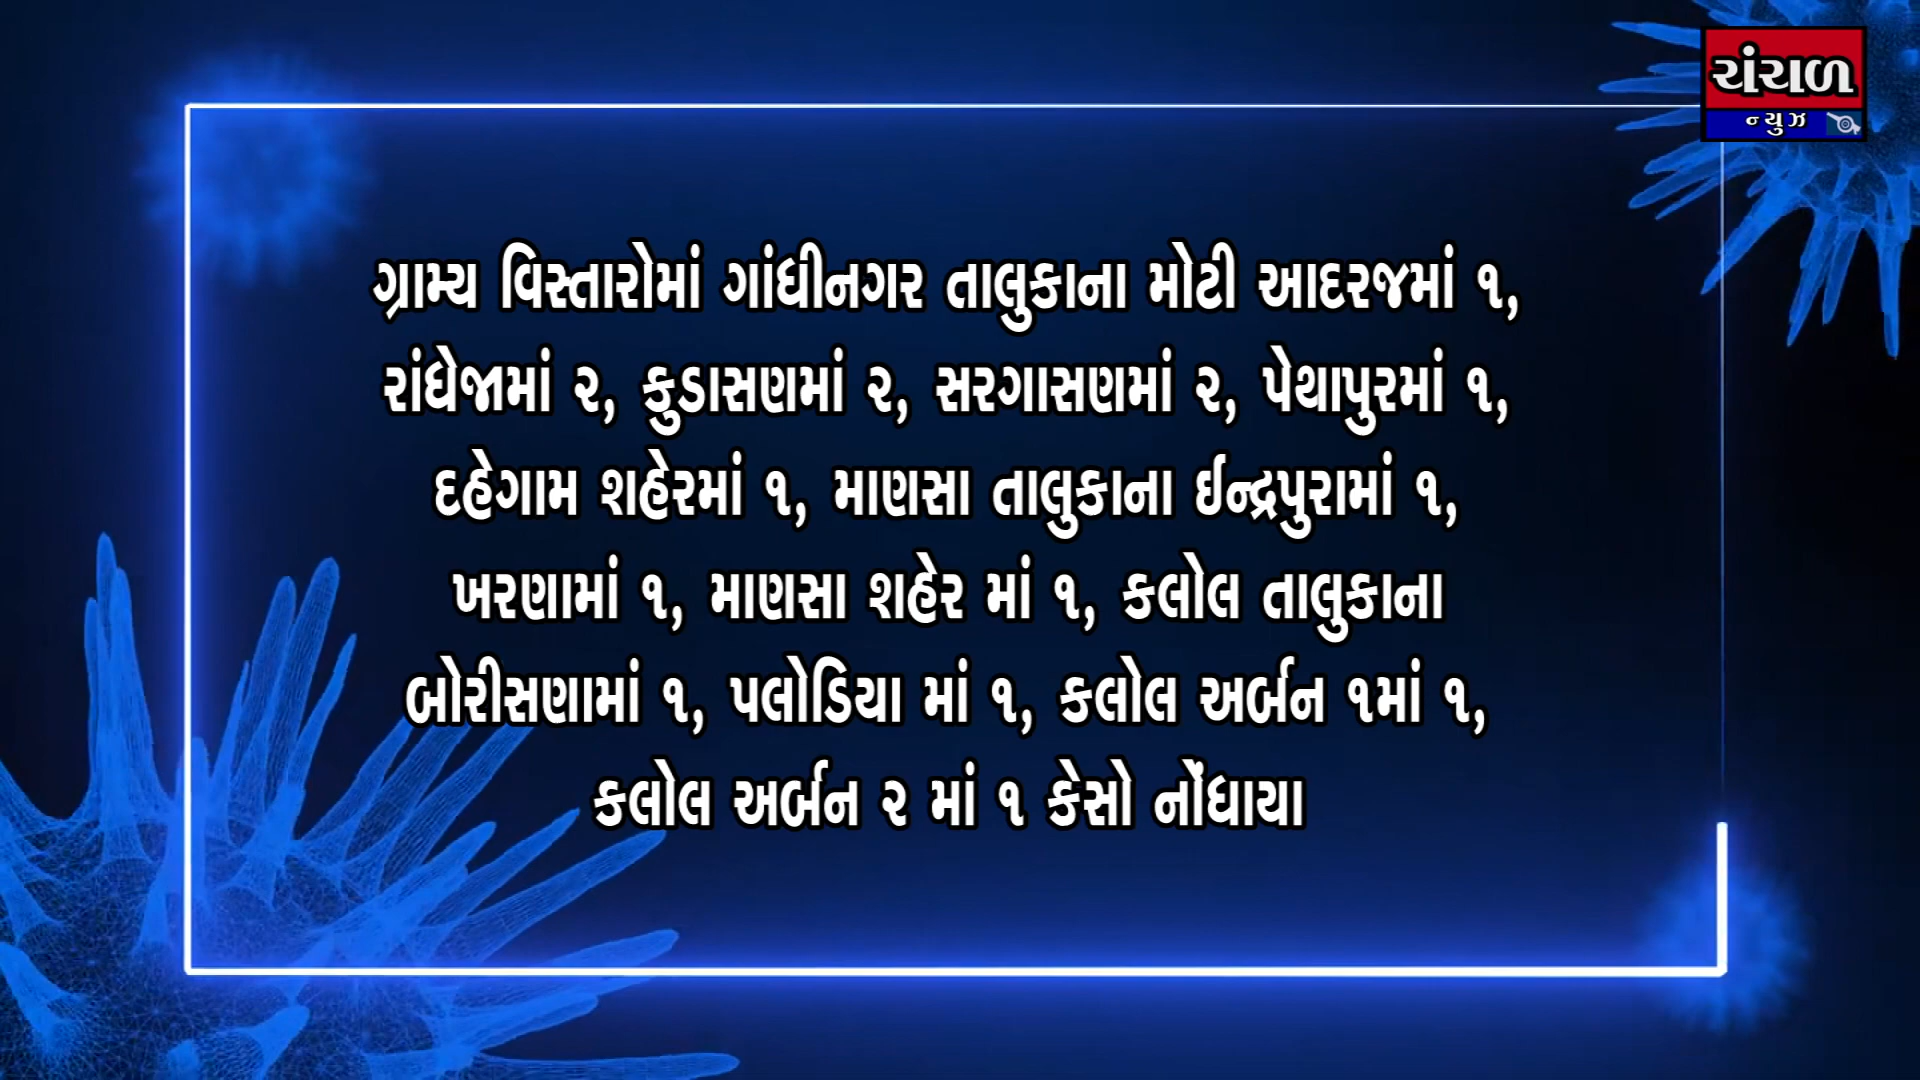 ચંચળ
ન્યુઝ
ગ્રામ્ય વિસ્તારોમાં ગાંધીનગર તાલુકાના મોટી આદરજમાં ૧,
રાંધેજામાં ૨, કુડાસણમાં ૨, સરગાસણમાં ૨, પેથાપુરમાં ૧,
દહેગામ શહેરમાં ૧, માણસા તાલુકાના ઈન્દ્રપુરામાં ૧,
ખરણામાં ૧, માણસા શહેર માં ૧, કલોલ તાલુકાના
બોરીસણામાં ૧, પલોડિયા માં ૧, કલોલ અર્બન ૧માં ૧,
કલોલ અર્બન ૨ માં ૧ કેસો નોંધાયા